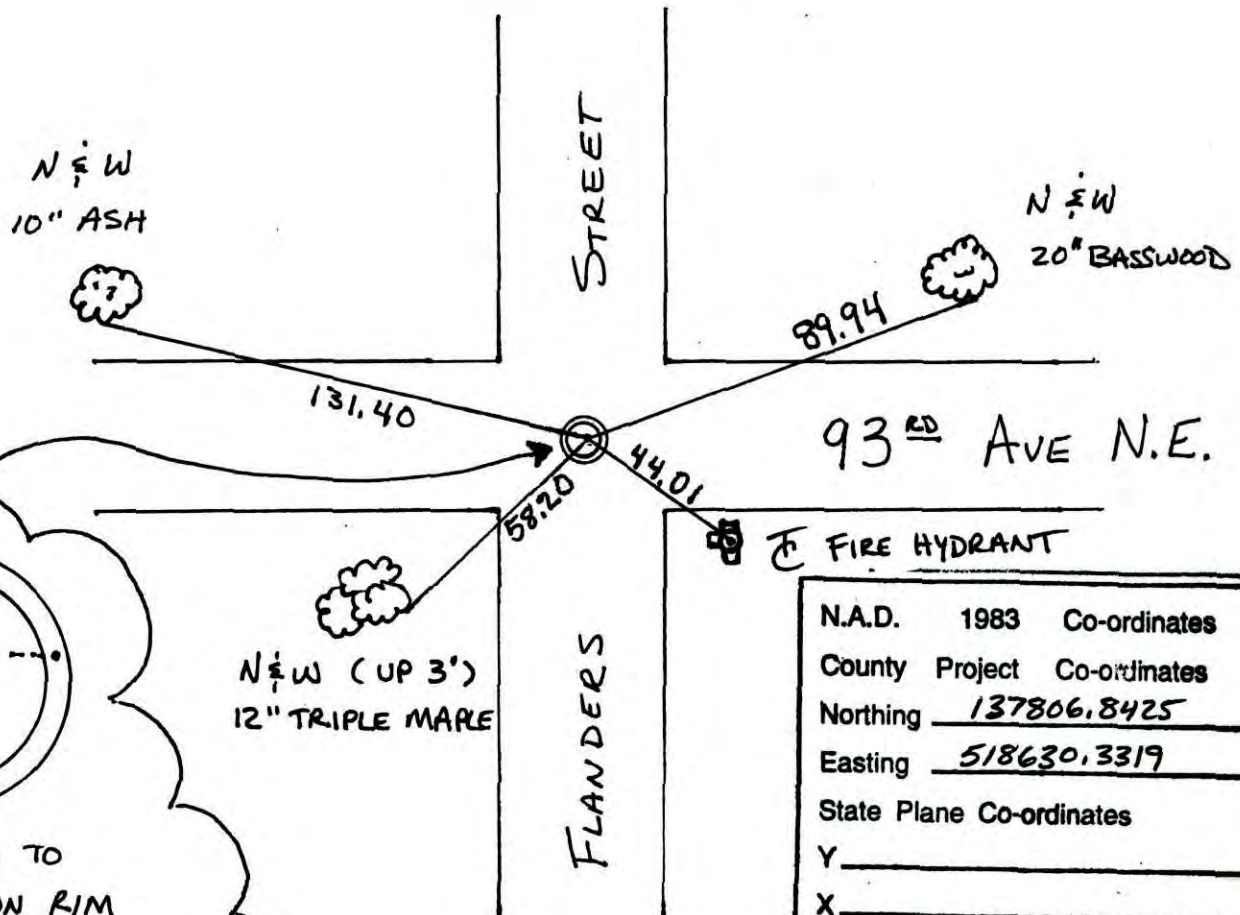 STREET
N & W
10" ASH
N & W
20" BASSWOOD
89.94
131.40
93RD AVE N.E.
44.01
58.20
FIRE HYDRANT
N & W (UP 3')
12" TRIPLE MAPLE
FLANDERS
N.A.D. 1983 Co-ordinates
County Project Co-ordinates
Northing 137806.8425
Easting 518630.3319
State Plane Co-ordinates
Y
X
TO
RIM